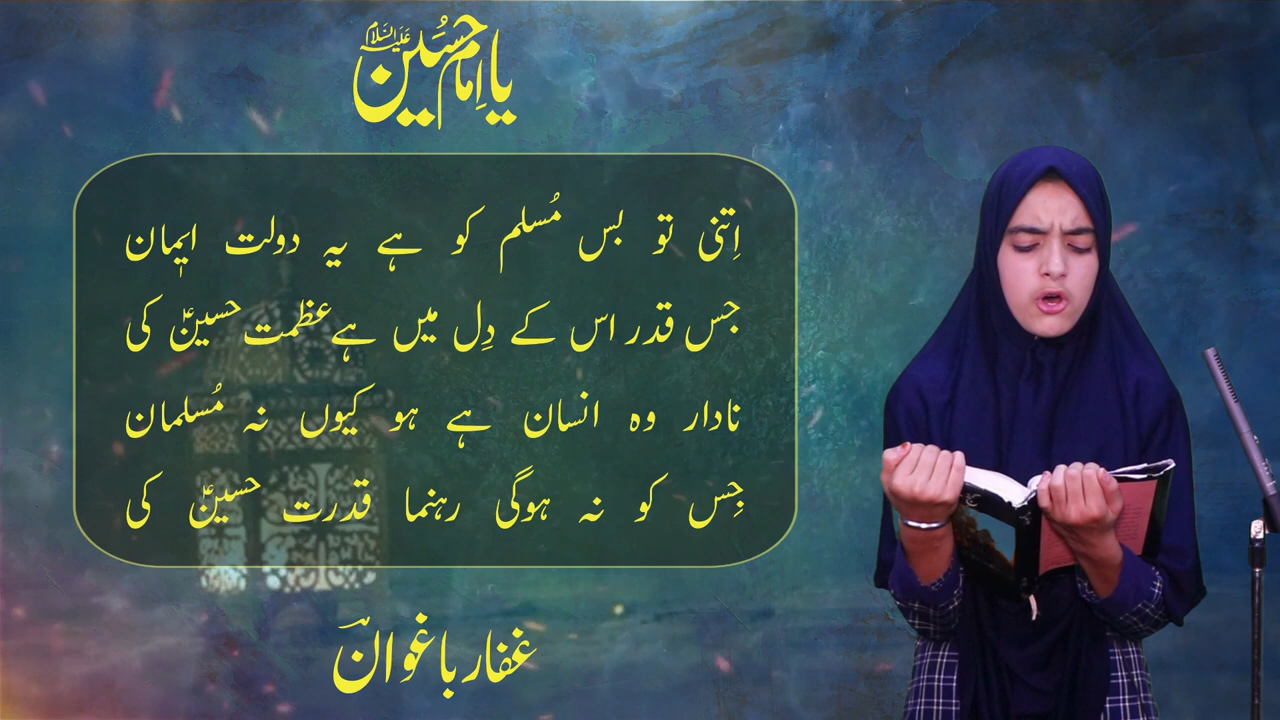 یا امام حسین علیہ السلام
اِتنی تو بس مُسلم کو ہے یہ دولت ایمان
جس قدر اس کے دِل میں ہے عظمت حسینؑ کی
نادار وہ انسان ہے ہو کیوں نہ مُسلمان
جِس کو نہ ہوگی رہنما قدرت حسینؑ کی
غفار باغوانؔ